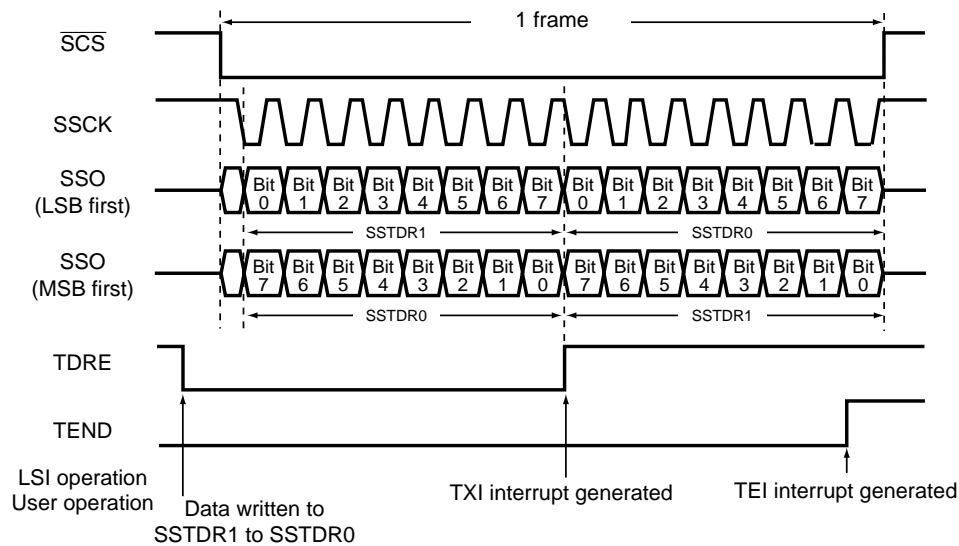 1 frame
SCS
SSCK
SSO
(LSB first)
Bit 0 Bit 1 Bit 2 Bit 3 Bit 4 Bit 5 Bit 6 Bit 7 Bit 0 Bit 1 Bit 2 Bit 3 Bit 4 Bit 5 Bit 6 Bit 7
SSTDR1 SSTDR0
SSO
(MSB first)
Bit 7 Bit 6 Bit 5 Bit 4 Bit 3 Bit 2 Bit 1 Bit 0 Bit 7 Bit 6 Bit 5 Bit 4 Bit 3 Bit 2 Bit 1 Bit 0
SSTDR0 SSTDR1
TDRE
TEND
LSI operation
User operation
Data written to
SSTDR1 to SSTDR0
TXI interrupt generated
TEI interrupt generated